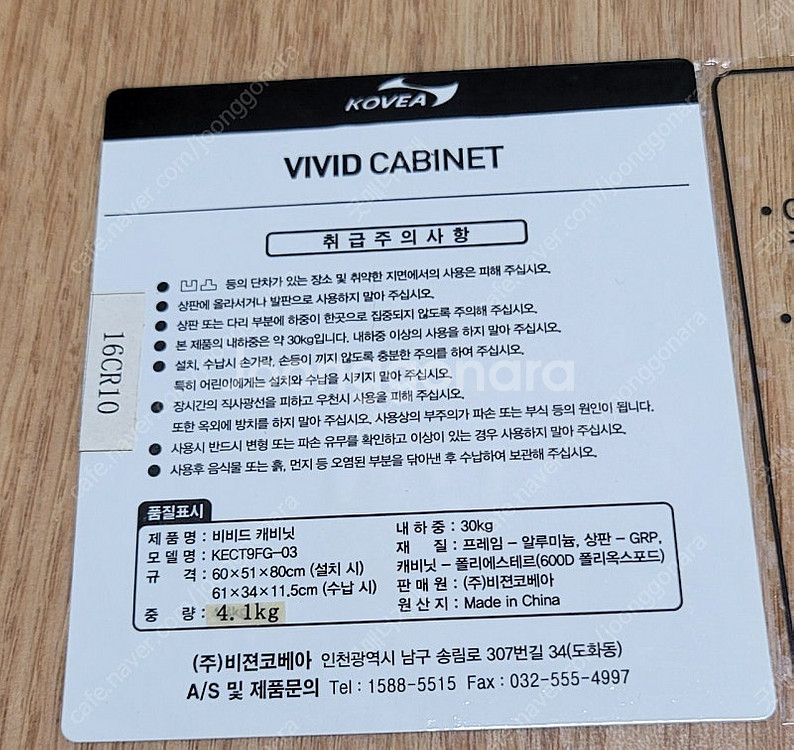 KOVEA
VIVID CABINET
취급주의사항
● 凹凸 등의 단차가 있는 장소 및 취약한 지면에서의 사용은 피해 주십시오.
● 상판에 올라서거나 발판으로 사용하지 말아 주십시오.
● 상판 또는 다리 부분에 하중이 한곳으로 집중되지 않도록 주의해 주십시오.
● 본 제품의 내하중은 약 30kg입니다. 내하중 이상의 사용을 하지 말아 주십시오.
● 설치, 수납시 손가락, 손등이 끼지 않도록 충분한 주의를 하여 주십시오.
특히 어린이에게는 설치와 수납을 시키지 말아 주십시오.
● 장시간의 직사광선을 피하고 우천시 사용을 피해 주십시오.
또한 옥외에 방치를 하지 말아 주십시오. 사용상의 부주의가 파손 또는 부식 등의 원인이 됩니다.
● 사용시 반드시 변형 또는 파손 유무를 확인하고 이상이 있는 경우 사용하지 말아 주십시오.
● 사용후 음식물 또는 흙, 먼지 등 오염된 부분을 닦아낸 후 수납하여 보관해 주십시오.
16CR10
품질표시
제품명 : 비비드 캐비닛
모델명 : KECT9FG-03
규 격 : 60×51×80cm (설치 시)
61×34×11.5cm (수납 시)
중 량 : 4.1kg
내하중 : 30kg
재 질 : 프레임 - 알루미늄, 상판 - GRP,
캐비닛 - 폴리에스테르(600D 폴리옥스포드)
판매원 : (주)비젼코베아
원산지 : Made in China
(주)비젼코베아 인천광역시 남구 송림로 307번길 34(도화동)
A/S 및 제품문의 Tel : 1588-5515 Fax : 032-555-4997
joonggonara
cafe.naver.com/joonggonara